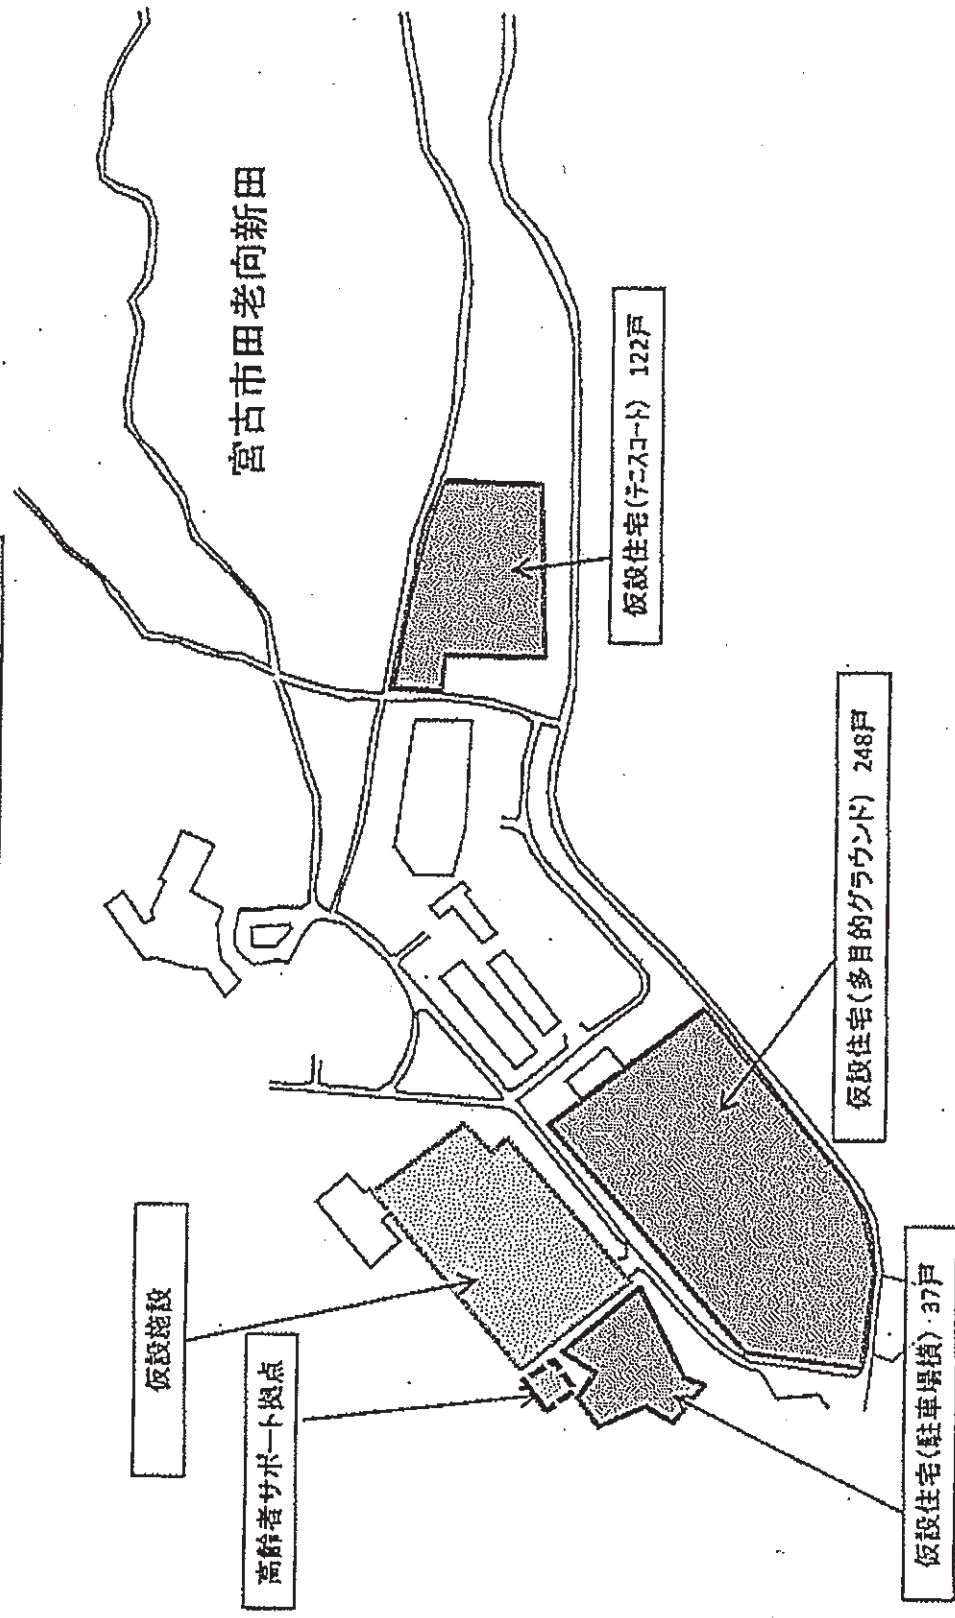 仮設施設
高齢者サポート拠点
宮古市田老向新田
仮設住宅(テニスコート) 122戸
仮設住宅(多目的グラウンド) 248戸
仮設住宅(駐車場横)・37戸